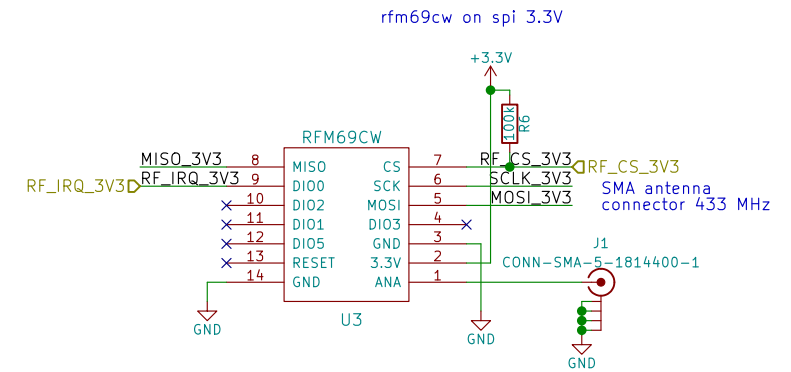 rfm69cw on spi 3.3V
+3.3V
100k
R6
RFM69CW
MISO_3V3 8 MISO CS 7 RF_CS_3V3 RF_CS_3V3
RF_IRQ_3V3 RF_IRQ_3V3 9 DIO0 SCK 6 SCLK_3V3
10 DIO2 MOSI 5 MOSI_3V3
11 DIO1 DIO3 4
12 DIO5 GND 3
13 RESET 3.3V 2
14 GND ANA 1
SMA antenna
connector 433 MHz
J1
CONN-SMA-5-1814400-1
U3
GND
GND
GND